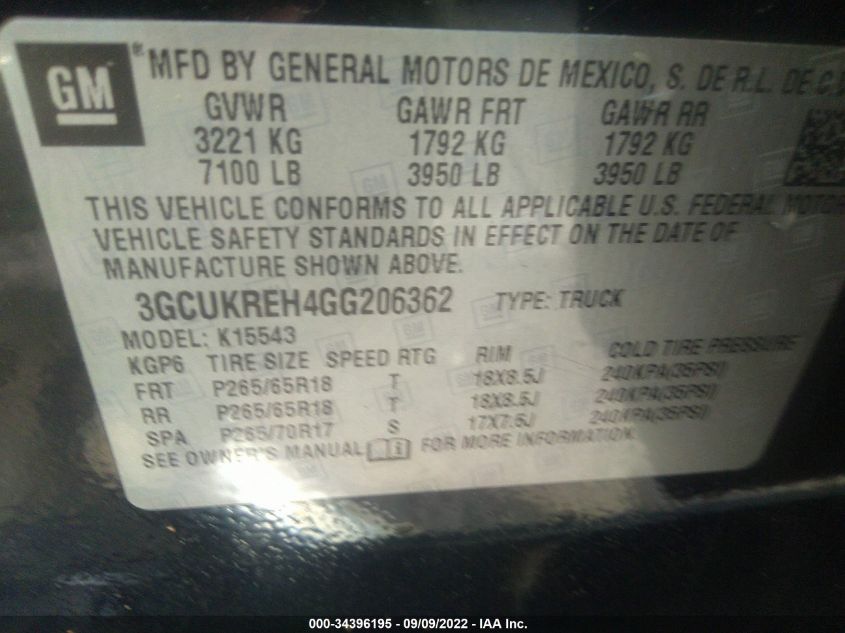 GM ® MFD BY GENERAL MOTORS DE MEXICO, S. DE R.L. DE C.V
GVWR GAWR FRT GAWR RR
3221 KG 1792 KG 1792 KG
7100 LB 3950 LB 3950 LB
THIS VEHICLE CONFORMS TO ALL APPLICABLE U.S. FEDERAL MOTOR
VEHICLE SAFETY STANDARDS IN EFFECT ON THE DATE OF
MANUFACTURE SHOWN ABOVE.
3GCUKREH4GG206362 TYPE: TRUCK
MODEL: K15543
KGP6 TIRE SIZE SPEED RTG RIM COLD TIRE PRESSURE
FRT P265/65R18 T 18X8.5J 240KPA(35PSI)
RR P265/65R18 T 18X8.5J 240KPA(35PSI)
SPA P265/70R17 S 17X7.5J 240KPA(35PSI)
SEE OWNER'S MANUAL i FOR MORE INFORMATION.
000-34396195 - 09/09/2022 - IAA Inc.